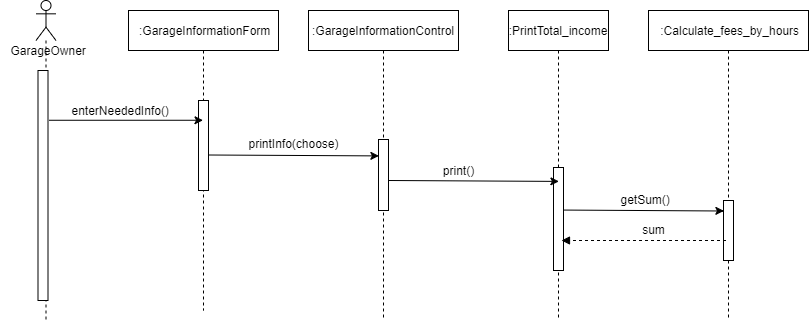 GarageOwner
:GarageInformationForm
:GarageInformationControl
:PrintTotal_income
:Calculate_fees_by_hours
enterNeededInfo()
printInfo(choose)
print()
getSum()
sum